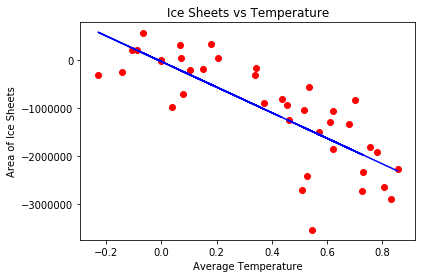 Ice Sheets vs Temperature
Area of Ice Sheets
0
-1000000
-2000000
-3000000
-0.2 0.0 0.2 0.4 0.6 0.8
Average Temperature